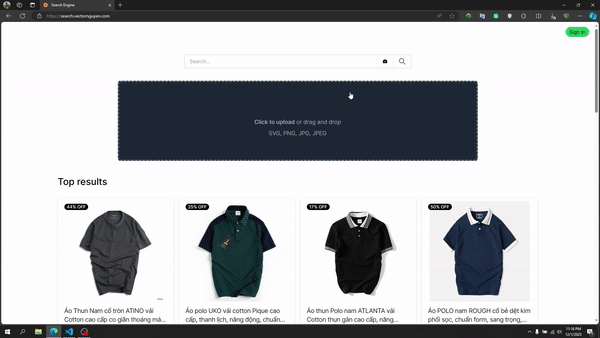 Search Engine
https://search.vectornguyen.com
Sign in
Search...
Click to upload or drag and drop
SVG, PNG, JPG, JPEG
Top results
44% OFF
25% OFF
17% OFF
50% OFF
Áo Thun Nam cổ tròn ATINO vải
Cotton cao cấp co giãn thoáng má...
Áo polo UKO vải cotton Pique cao
cấp, thanh lịch, năng động, chuẩn...
Áo thun Polo nam ATLANTA vải
Cotton thun gân cao cấp, năng...
Áo POLO nam ROUGH cổ bẻ dệt kim
phối sọc, chuẩn form, sang trọng,...
11:16 PM
12/1/2023